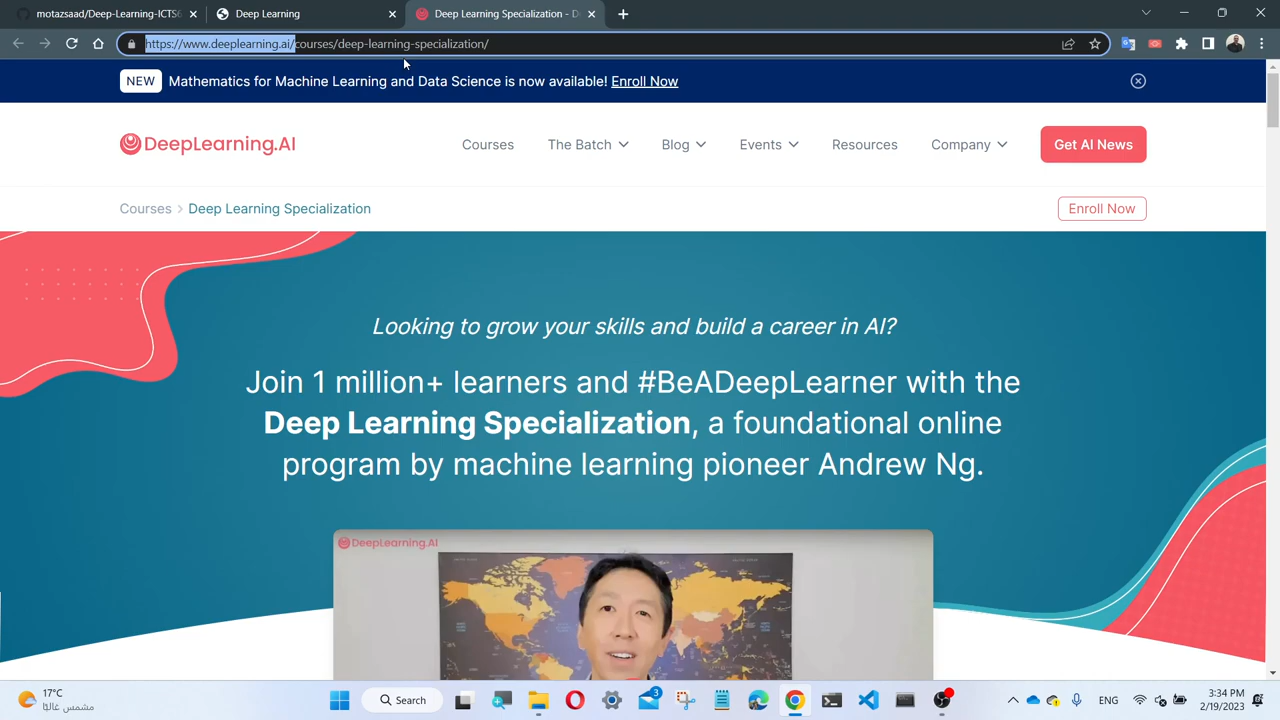 motazsaad/Deep-Learning-ICTS6
Deep Learning
Deep Learning Specialization - D
https://www.deeplearning.ai/courses/deep-learning-specialization/
NEW
Mathematics for Machine Learning and Data Science is now available! Enroll Now
DeepLearning.AI
Courses
The Batch
Blog
Events
Resources
Company
Get AI News
Courses > Deep Learning Specialization
Enroll Now
Looking to grow your skills and build a career in AI?
Join 1 million+ learners and #BeADeepLearner with the
Deep Learning Specialization, a foundational online
program by machine learning pioneer Andrew Ng.
DeepLearning.AI
17°C
مشمس غالبًا
Search
3
ENG
3:34 PM
2/19/2023